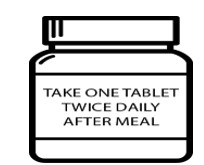 TAKE ONE TABLET
TWICE DAILY
AFTER MEAL